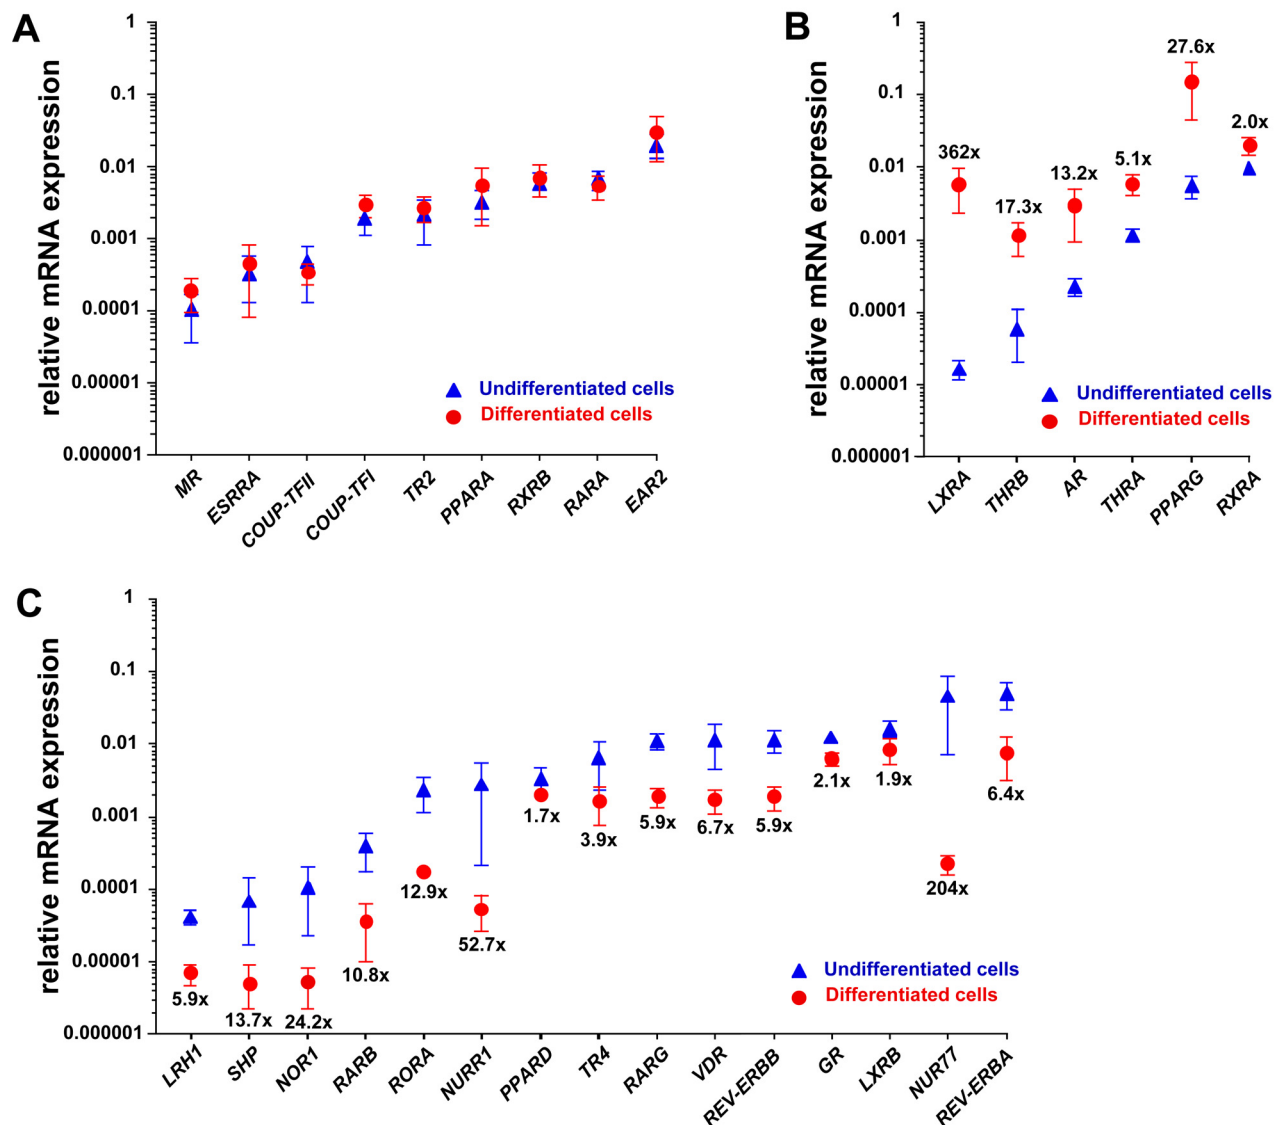 A
relative mRNA expression
1
0.1
0.01
0.001
0.0001
0.00001
0.000001
Undifferentiated cells
Differentiated cells
MR
ESRRA
COUP-TFII
COUP-TFI
TR2
PPARA
RXRB
RARA
EAR2
B
relative mRNA expression
1
0.1
0.01
0.001
0.0001
0.00001
0.000001
362x
17.3x
13.2x
5.1x
27.6x
2.0x
Undifferentiated cells
Differentiated cells
LXRA
THRB
AR
THRA
PPARG
RXRA
C
relative mRNA expression
1
0.1
0.01
0.001
0.0001
0.00001
0.000001
5.9x
13.7x
24.2x
10.8x
12.9x
52.7x
1.7x
3.9x
5.9x
6.7x
5.9x
2.1x
1.9x
204x
6.4x
Undifferentiated cells
Differentiated cells
LRH1
SHP
NOR1
RARB
RORA
NURR1
PPARD
TR4
RARG
VDR
REV-ERBB
GR
LXRB
NUR77
REV-ERBA